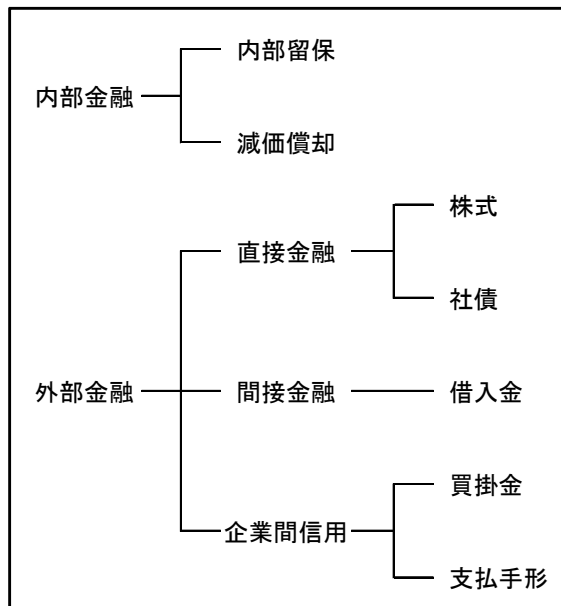 内部留保
内部金融
減価償却
株式
直接金融
社債
外部金融
間接金融
借入金
買掛金
企業間信用
支払手形